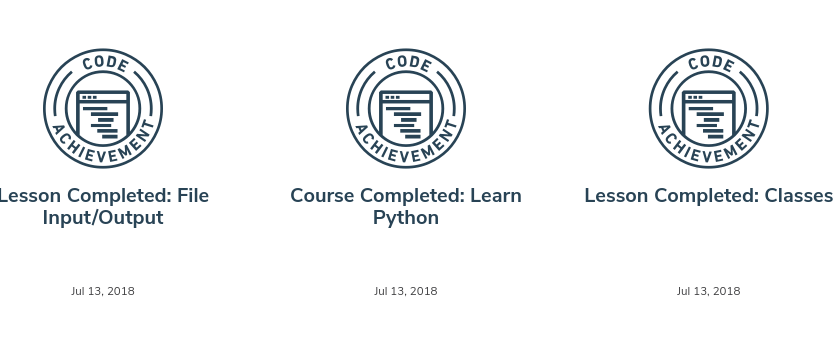 CODE
ACHIEVEMENT
Lesson Completed: File
Input/Output
Jul 13, 2018
CODE
ACHIEVEMENT
Course Completed: Learn
Python
Jul 13, 2018
CODE
ACHIEVEMENT
Lesson Completed: Classes
Jul 13, 2018